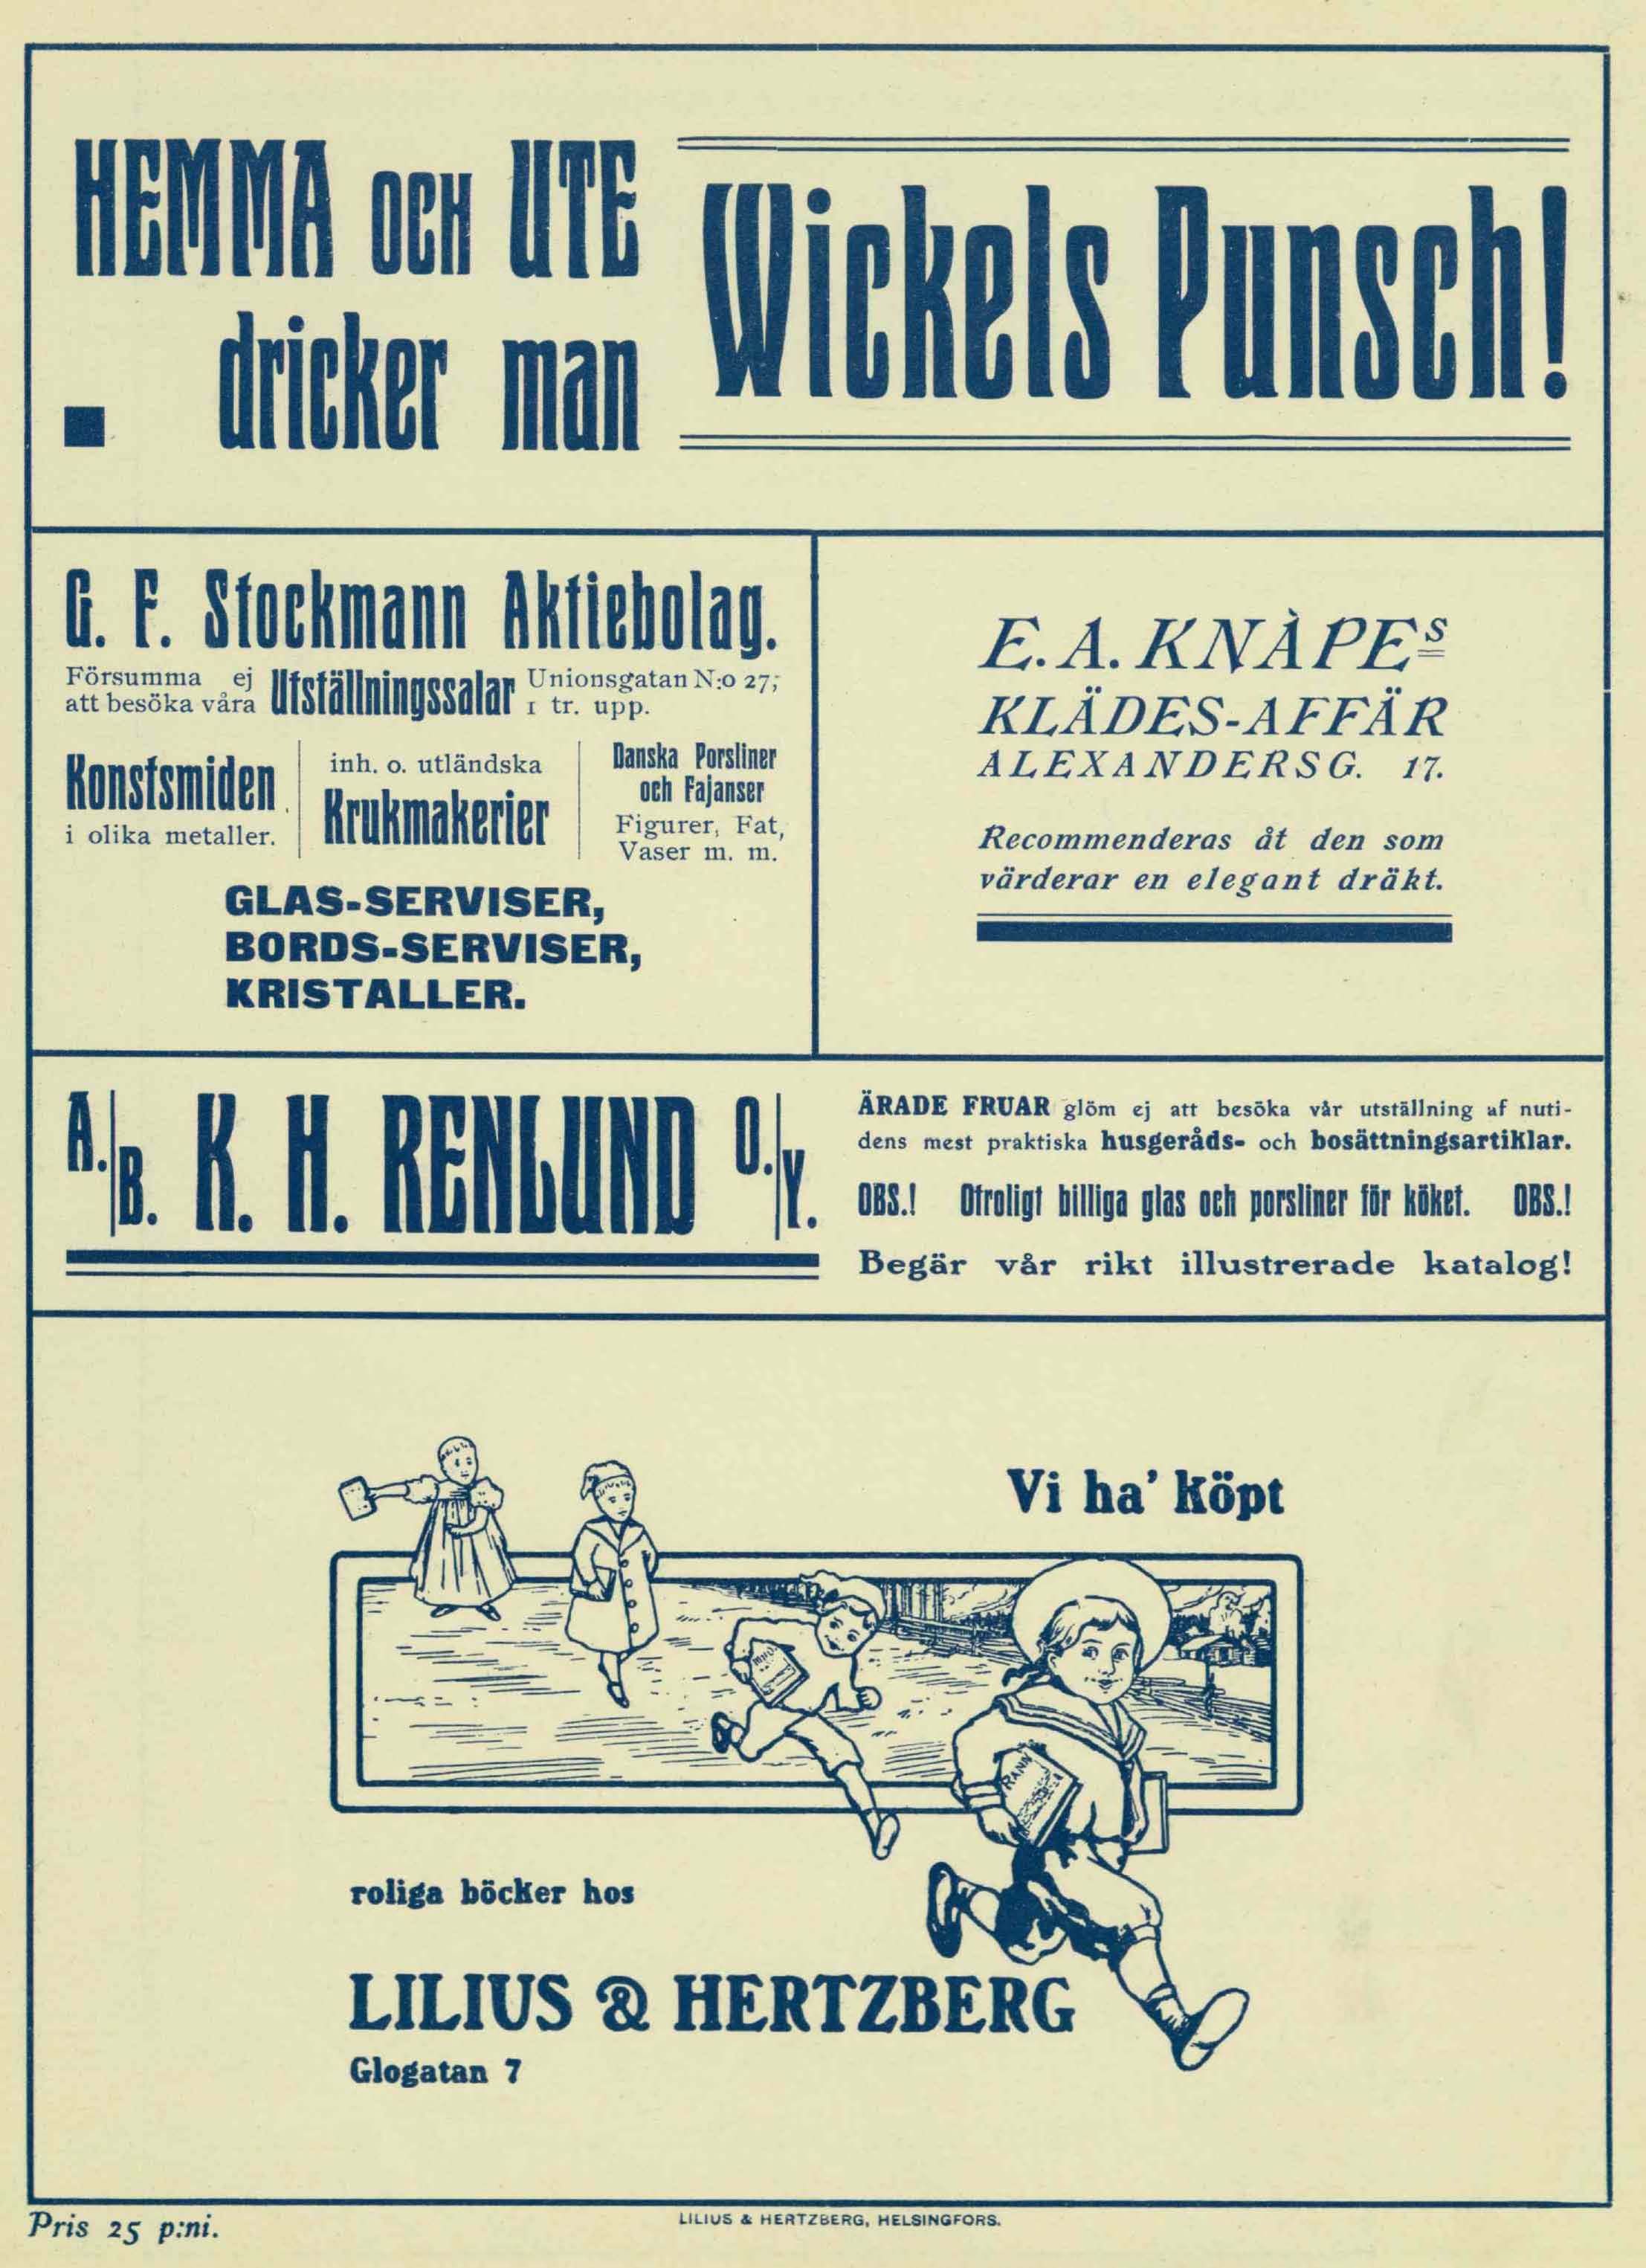 HEMMA OCH UTE
dricker man
Wickels Punsch!
G. F. Stockmann Aktiebolag.
Försumma ej
att besöka våra
Utställningssalar
Unionsgatan N:o 27;
1 tr. upp.
Konstsmiden
i olika metaller.
inh. o. utländska
Krukmakerier
Danska Porsliner
och Fajanser
Figurer, Fat,
Vaser m. m.
GLAS-SERVISER,
BORDS-SERVISER,
KRISTALLER.
E. A. KNÀPEs
KLÄDES-AFFÄR
ALEXANDERSG. 17.
Recommenderas åt den som
värderar en elegant dräkt.
A./B. K. H. RENLUND O./Y.
ÄRADE FRUAR glöm ej att besöka vår utställning af nuti-
dens mest praktiska husgeråds- och bosättningsartiklar.
OBS.! Otroligt billiga glas och porsliner för köket. OBS.!
Begär vår rikt illustrerade katalog!
Vi ha' köpt
roliga böcker hos
LILIUS & HERTZBERG
Glogatan 7
Pris 25 p:ni.
LILIUS & HERTZBERG, HELSINGFORS.